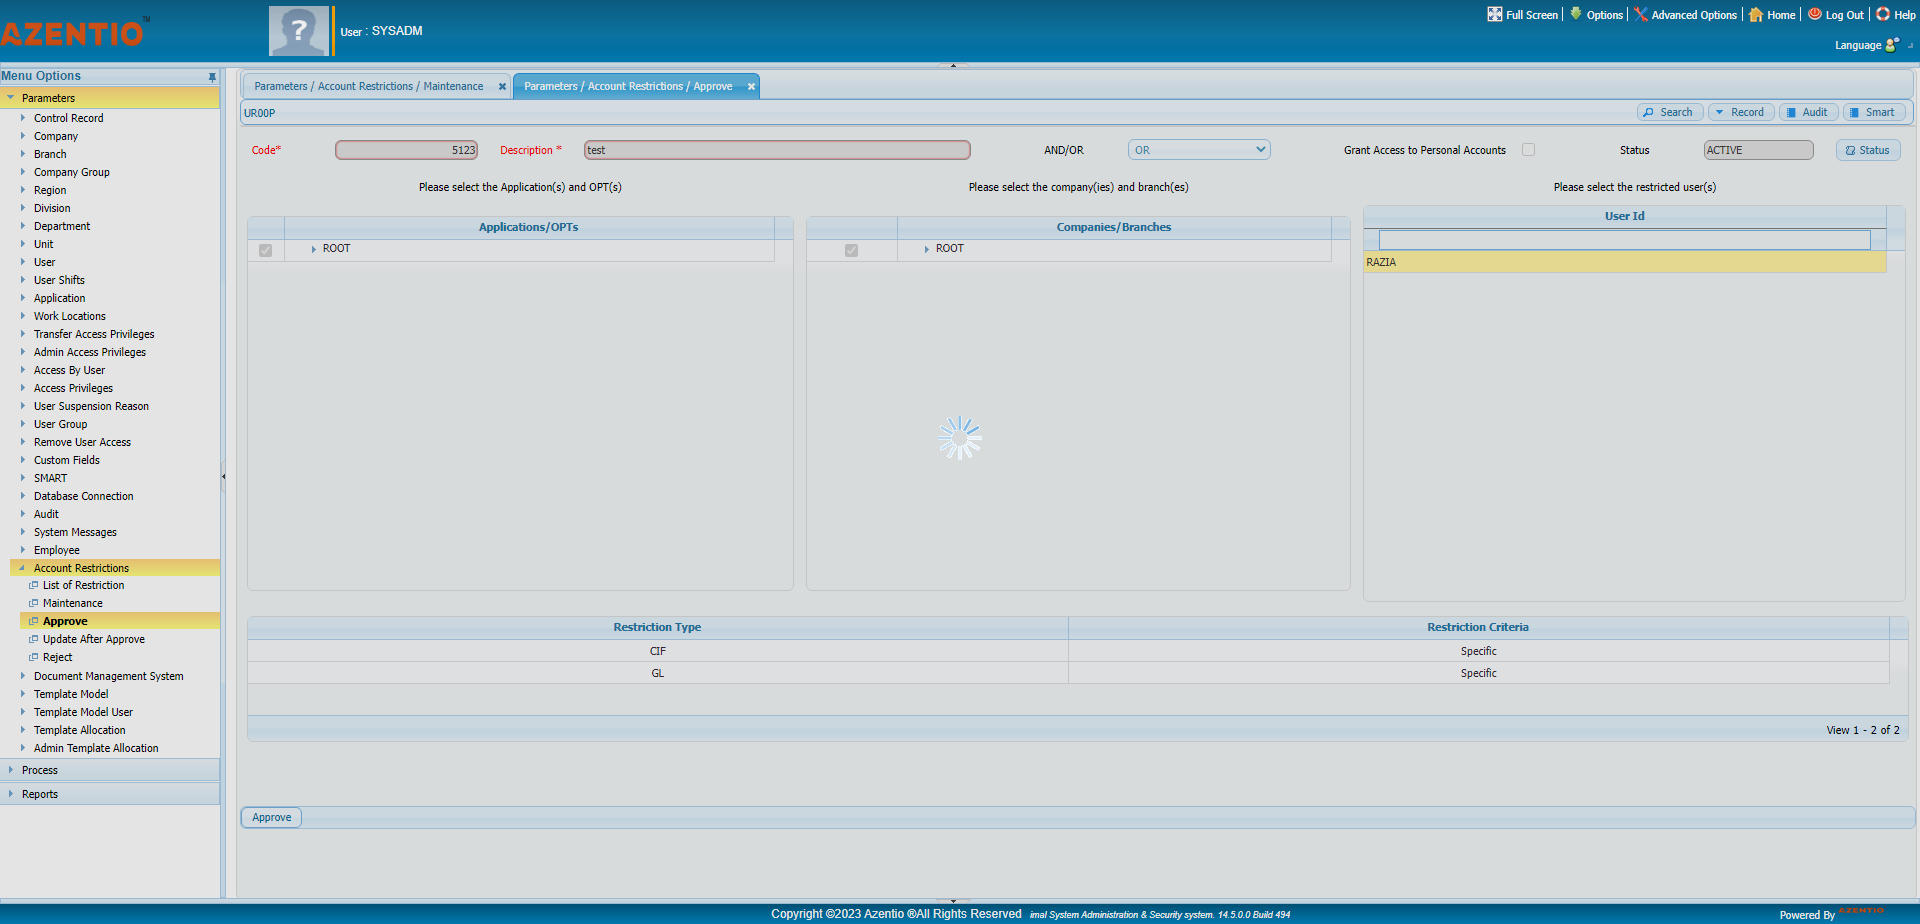 AZENTIO™
User : SYSADM
Full Screen
Options
Advanced Options
Home
Log Out
Help
Language
Menu Options
Parameters
Control Record
Company
Branch
Company Group
Region
Division
Department
Unit
User
User Shifts
Application
Work Locations
Transfer Access Privileges
Admin Access Privileges
Access By User
Access Privileges
User Suspension Reason
User Group
Remove User Access
Custom Fields
SMART
Database Connection
Audit
System Messages
Employee
Account Restrictions
List of Restriction
Maintenance
Approve
Update After Approve
Reject
Document Management System
Template Model
Template Model User
Template Allocation
Admin Template Allocation
Process
Reports
Parameters / Account Restrictions / Maintenance
Parameters / Account Restrictions / Approve
UR00P
Search
Record
Audit
Smart
Code* 5123
Description * test
AND/OR OR
Grant Access to Personal Accounts
Status ACTIVE
Status
Please select the Application(s) and OPT(s)
Please select the company(ies) and branch(es)
Please select the restricted user(s)
Applications/OPTs
ROOT
Companies/Branches
ROOT
User Id
RAZIA
Restriction Type Restriction Criteria
CIF Specific
GL Specific
View 1 - 2 of 2
Approve
Copyright ©2023 Azentio ®All Rights Reserved imal System Administration & Security system. 14.5.0.0 Build 494
Powered By AZENTIO